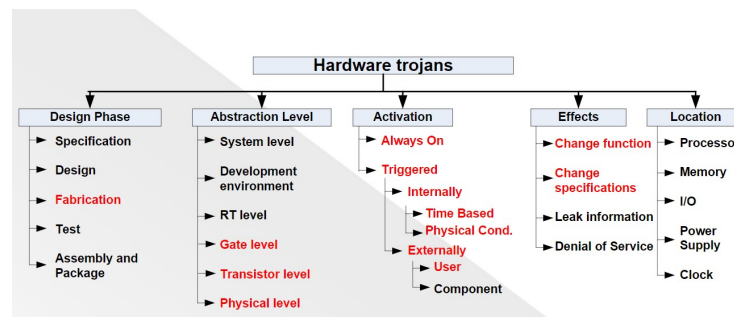 Hardware trojans
Design Phase
Specification
Design
Fabrication
Test
Assembly and
Package
Abstraction Level
System level
Development
environment
RT level
Gate level
Transistor level
Physical level
Activation
Always On
Triggered
Internally
Time Based
Physical Cond.
Externally
User
Component
Effects
Change function
Change
specifications
Leak information
Denial of Service
Location
Processo
Memory
I/O
Power
Supply
Clock